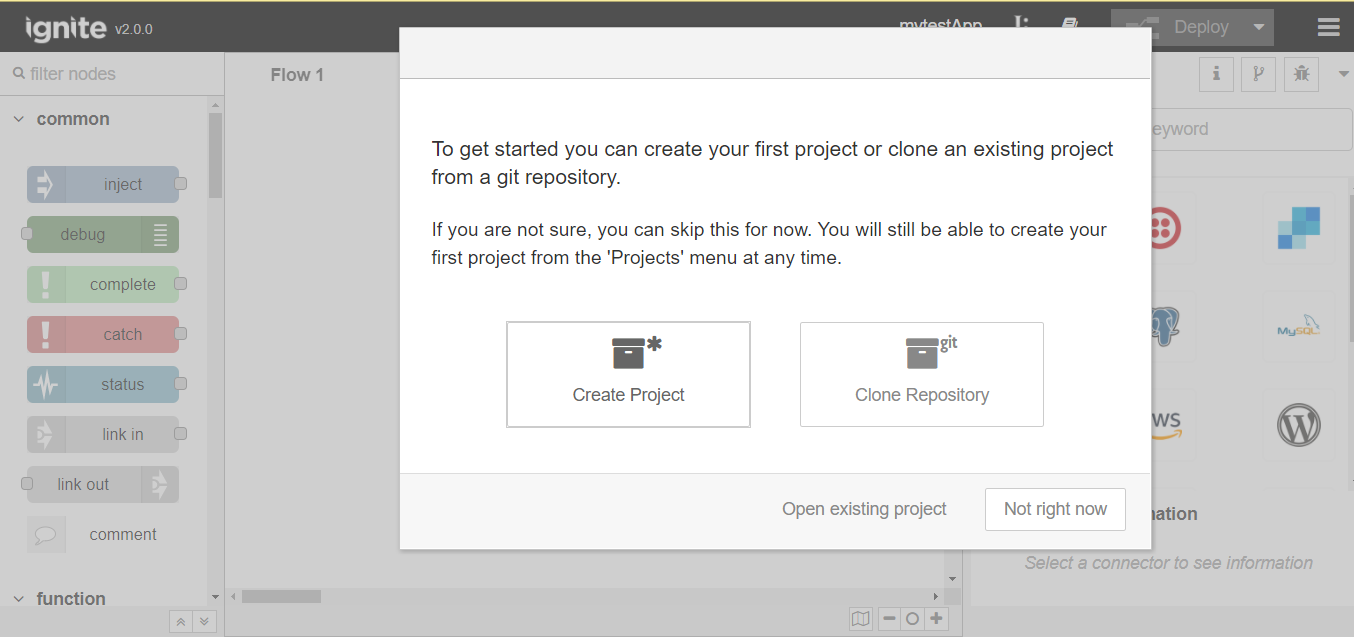 ignite v2.0.0
mytestApp
Deploy
filter nodes
Flow 1
common
inject
debug
complete
catch
status
link in
link out
comment
function
To get started you can create your first project or clone an existing project
from a git repository.
If you are not sure, you can skip this for now. You will still be able to create your
first project from the 'Projects' menu at any time.
git
Create Project
Clone Repository
Open existing project
Not right now
eyword
MySQL
WS
mation
Select a connector to see information